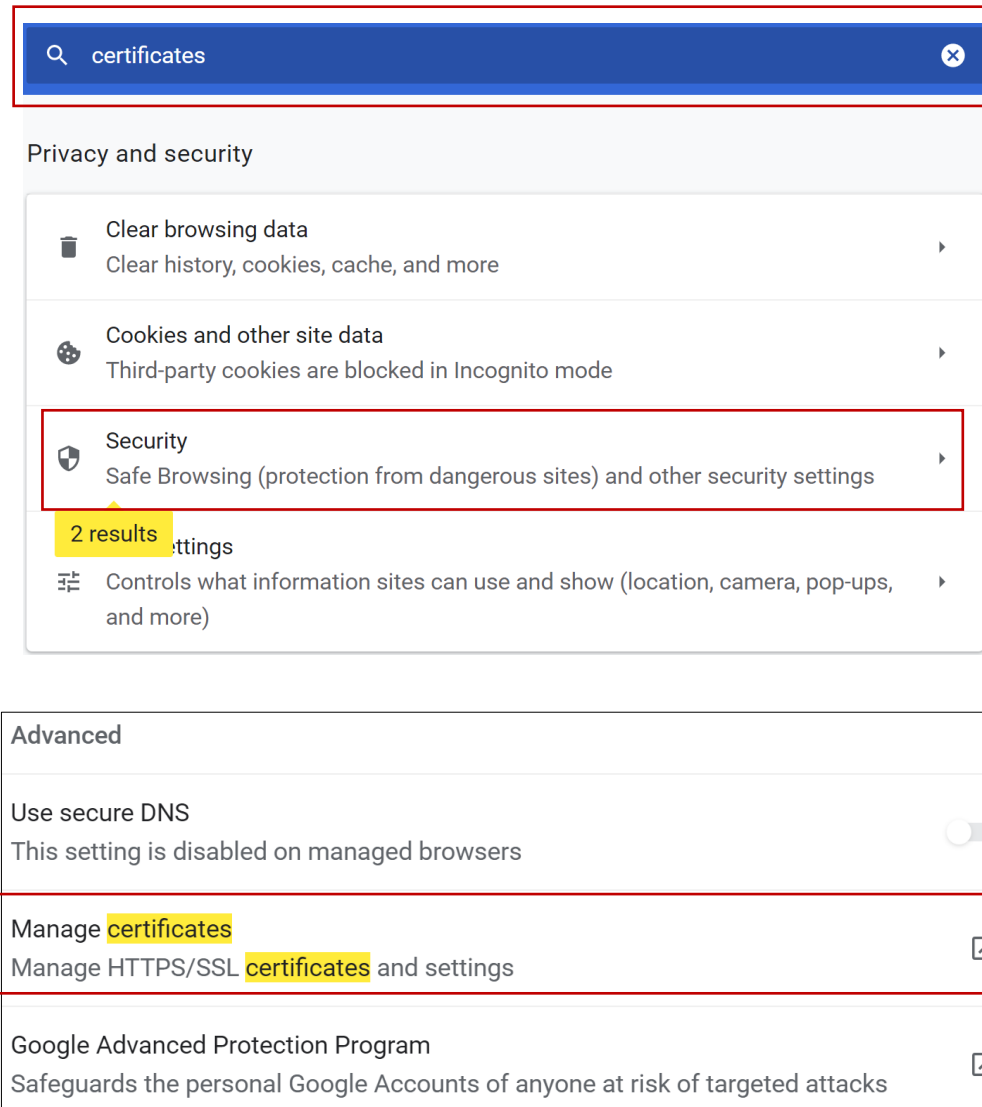 certificates
Privacy and security
Clear browsing data
Clear history, cookies, cache, and more
Cookies and other site data
Third-party cookies are blocked in Incognito mode
Security
Safe Browsing (protection from dangerous sites) and other security settings
2 results
ttings
Controls what information sites can use and show (location, camera, pop-ups,
and more)
Advanced
Use secure DNS
This setting is disabled on managed browsers
Manage certificates
Manage HTTPS/SSL certificates and settings
Google Advanced Protection Program
Safeguards the personal Google Accounts of anyone at risk of targeted attacks